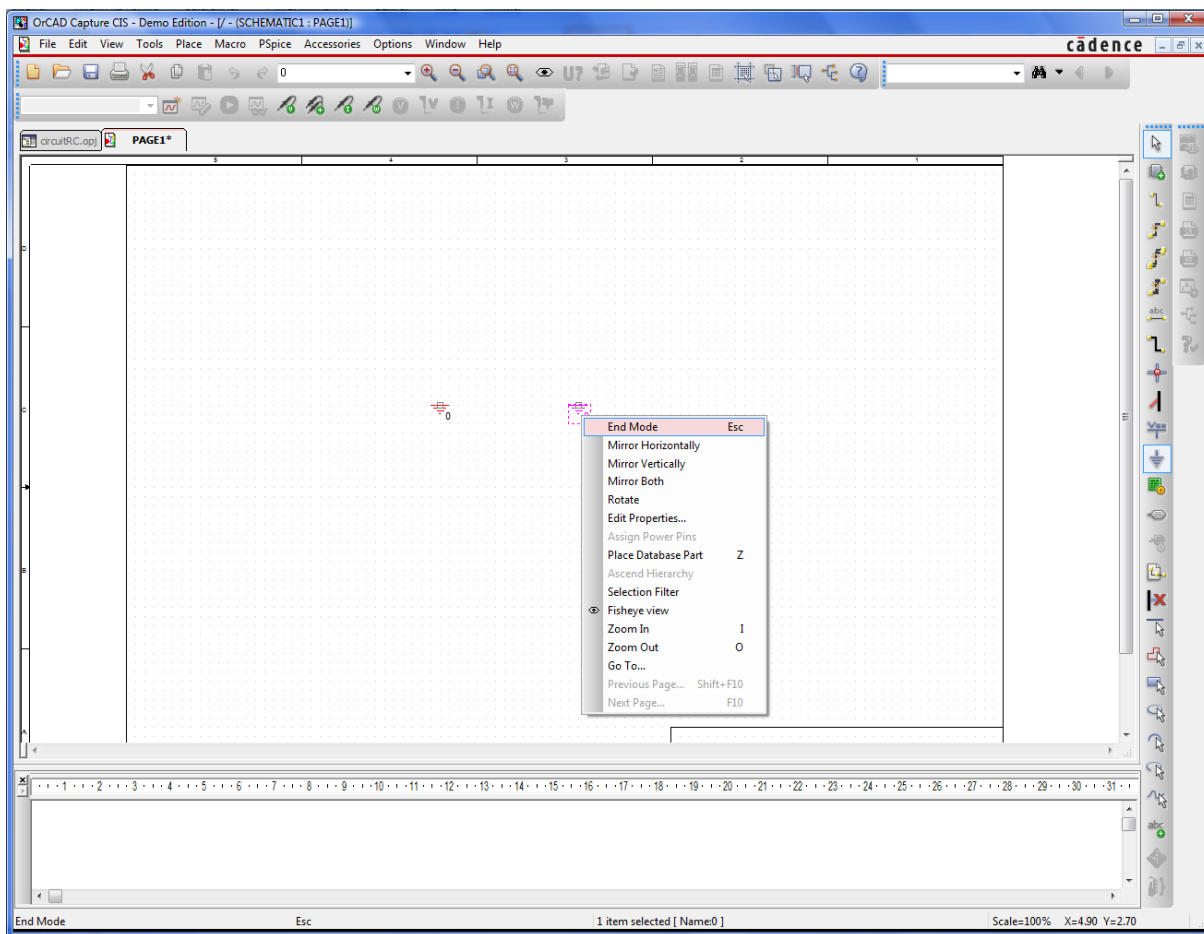 OrCAD Capture CIS - Demo Edition - [/ - (SCHEMATIC1 : PAGE1)]
File Edit View Tools Place Macro PSpice Accessories Options Window Help
cādence
0
U?
circuitRC.opj PAGE1*
5 4 3 2 1
D
C
B
A
0
End Mode Esc
Mirror Horizontally
Mirror Vertically
Mirror Both
Rotate
Edit Properties...
Assign Power Pins
Place Database Part Z
Ascend Hierarchy
Selection Filter
Fisheye view
Zoom In I
Zoom Out O
Go To...
Previous Page... Shift+F10
Next Page... F10
abc
Vss
abc
1 2 3 4 5 6 7 8 9 10 11 12 13 14 15 16 17 18 19 20 21 22 23 24 25 26 27 28 29 30 31
End Mode Esc 1 item selected [ Name:0 ] Scale=100% X=4.90 Y=2.70